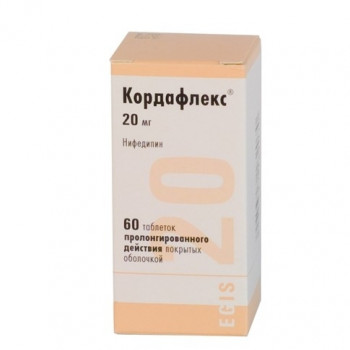 Кордафлекс®
20 мг
Нифедипин
20
60 таблеток
пролонгированного
действия покрытых
оболочкой
EGIS